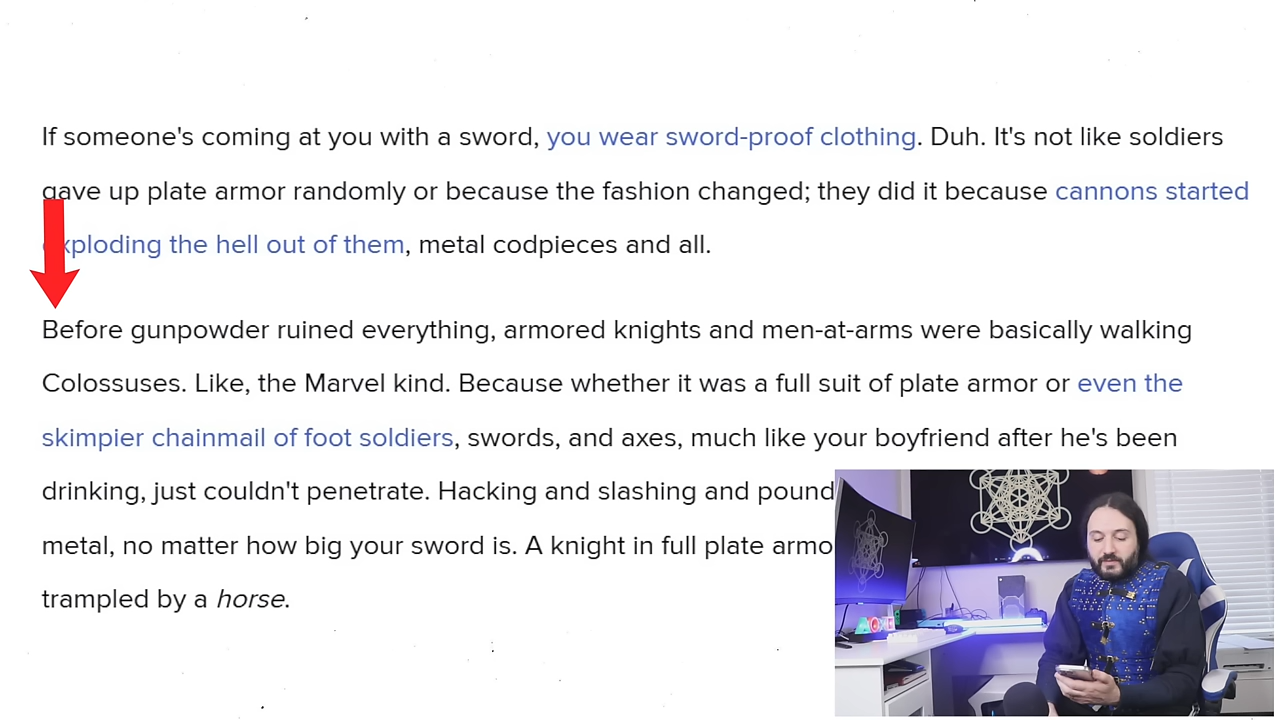 If someone's coming at you with a sword, you wear sword-proof clothing. Duh. It's not like soldiers
gave up plate armor randomly or because the fashion changed; they did it because cannons started
exploding the hell out of them, metal codpieces and all.
Before gunpowder ruined everything, armored knights and men-at-arms were basically walking
Colossuses. Like, the Marvel kind. Because whether it was a full suit of plate armor or even the
skimpier chainmail of foot soldiers, swords, and axes, much like your boyfriend after he's been
drinking, just couldn't penetrate. Hacking and slashing and pound
metal, no matter how big your sword is. A knight in full plate armo
trampled by a horse.